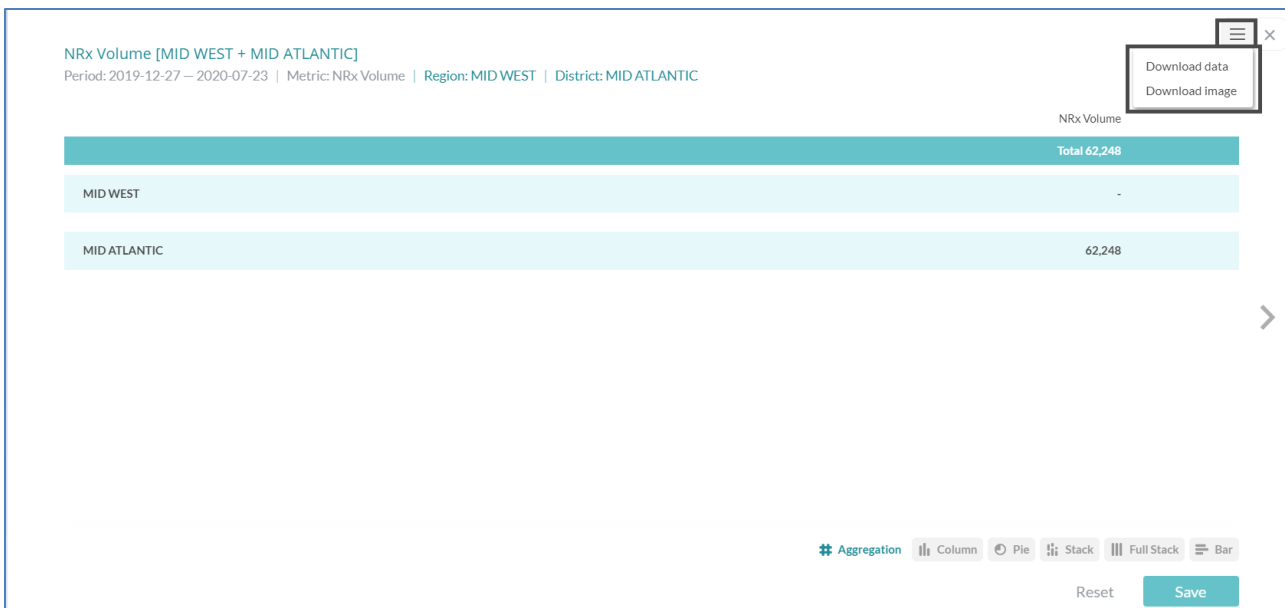 NRx Volume [MID WEST + MID ATLANTIC]
Period: 2019-12-27 — 2020-07-23 | Metric: NRx Volume | Region: MID WEST | District: MID ATLANTIC
Download data
Download image
NRx Volume
Total 62,248
MID WEST -
MID ATLANTIC 62,248
Aggregation Column Pie Stack Full Stack Bar
Reset Save